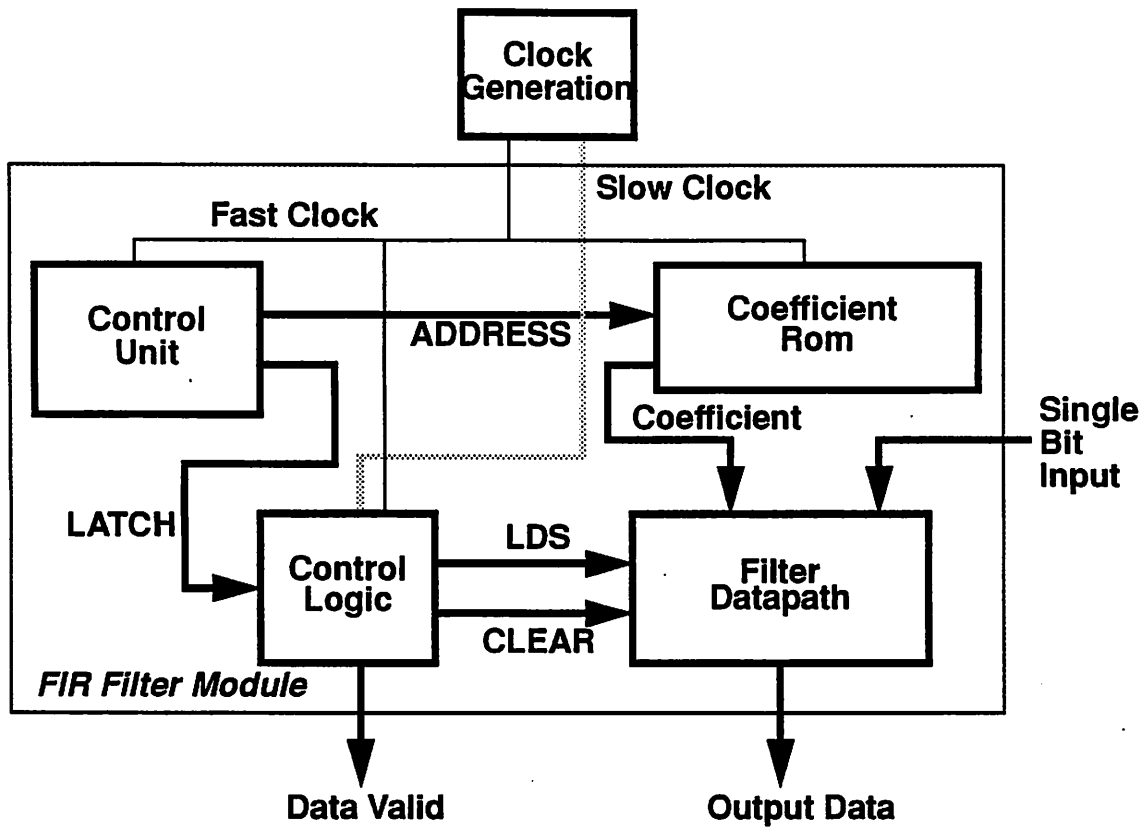 Clock
Generation
Slow Clock
Fast Clock
Control
Unit
ADDRESS
Coefficient
Rom
Coefficient
Single
Bit
Input
LATCH
Control
Logic
LDS
CLEAR
Filter
Datapath
FIR Filter Module
Data Valid
Output Data